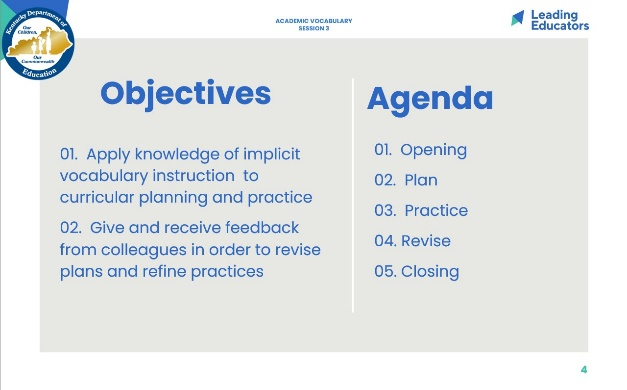 Kentucky Department of
Our
Children,
Our
Commonwealth
Education
ACADEMIC VOCABULARY
SESSION 3
Leading
Educators
Objectives
01. Apply knowledge of implicit
vocabulary instruction to
curricular planning and practice
02. Give and receive feedback
from colleagues in order to revise
plans and refine practices
Agenda
01. Opening
02. Plan
03. Practice
04. Revise
05. Closing
4